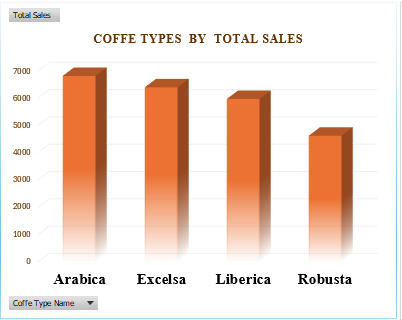 Total Sales
COFFE TYPES BY TOTAL SALES
7000
6000
5000
4000
3000
2000
1000
0
Arabica Excelsa Liberica Robusta
Coffe Type Name